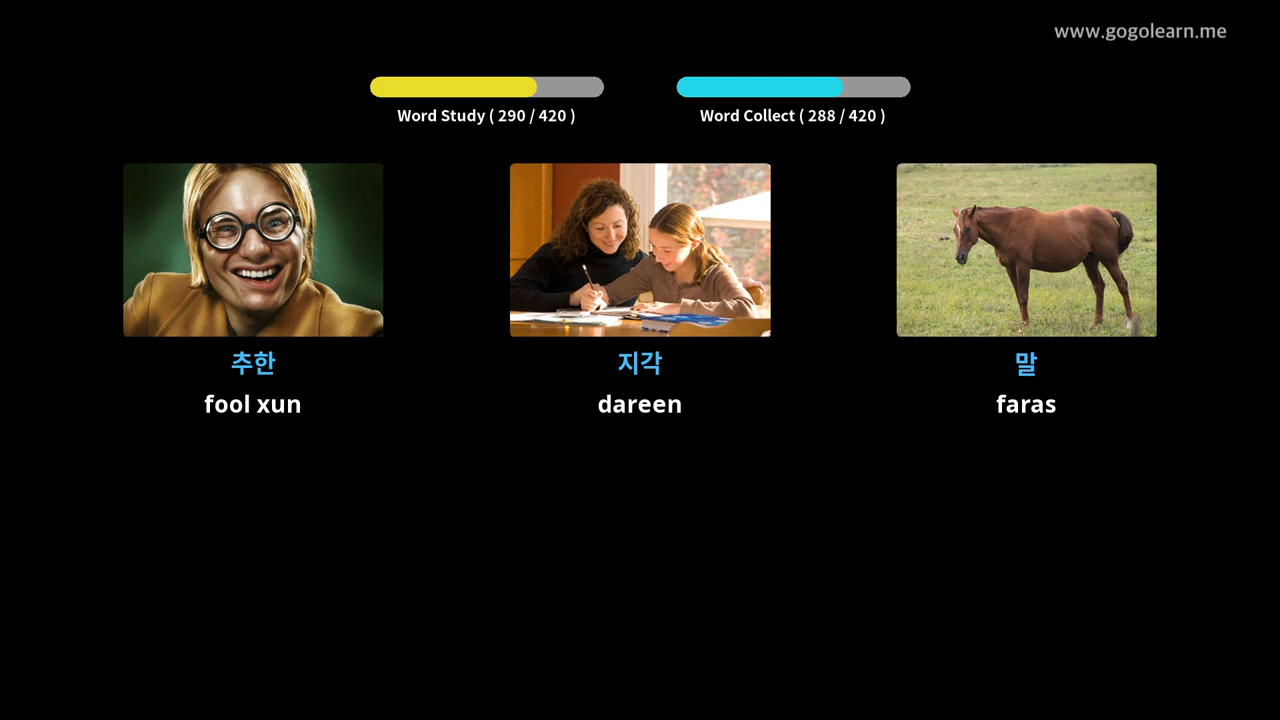 www.gogolearn.me
Word Study ( 290 / 420 )
Word Collect ( 288 / 420 )
추한
지각
말
fool xun
dareen
faras